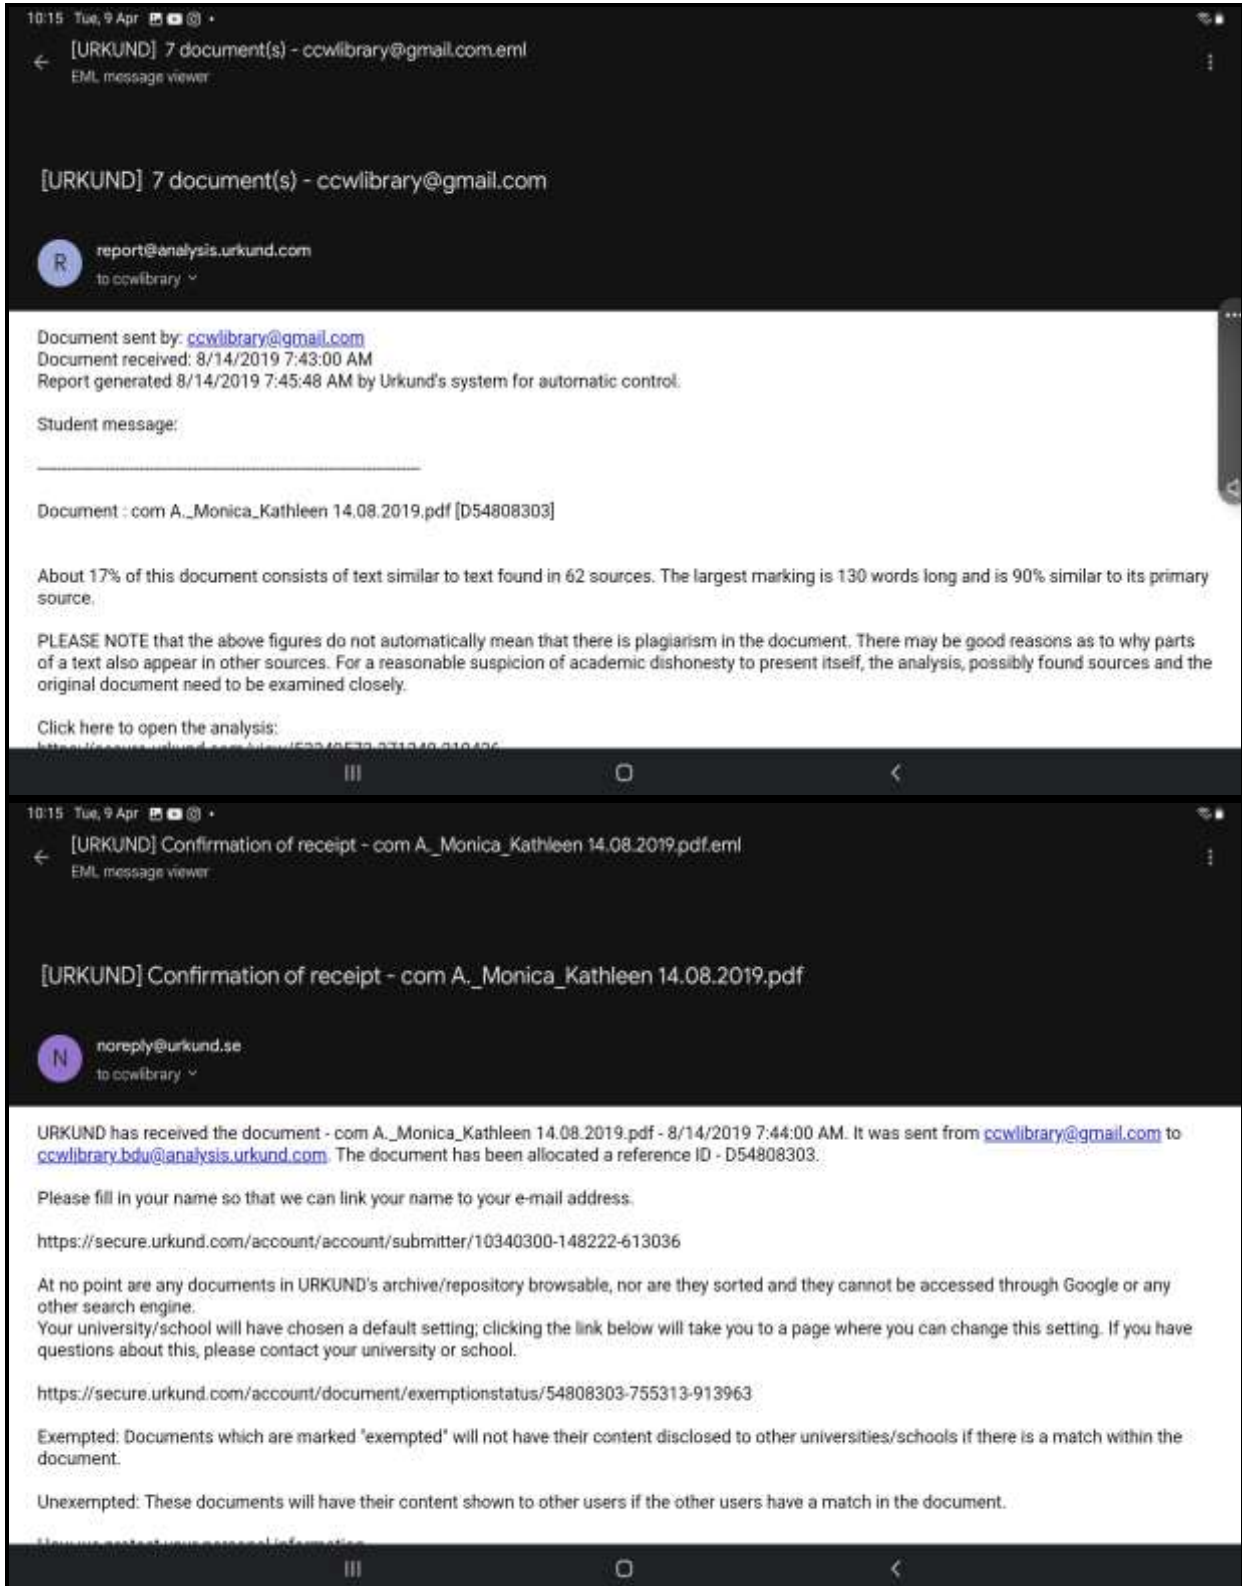 10:15 Tue, 9 Apr
[URKUND] 7 document(s) - ccwlibrary@gmail.com.eml
EML message viewer
[URKUND] 7 document(s) - ccwlibrary@gmail.com
R
report@analysis.urkund.com
to ccwlibrary
Document sent by: ccwlibrary@gmail.com
Document received: 8/14/2019 7:43:00 AM
Report generated 8/14/2019 7:45:48 AM by Urkund's system for automatic control.
Student message:
Document : com A._Monica_Kathleen 14.08.2019.pdf [D54808303]
About 17% of this document consists of text similar to text found in 62 sources. The largest marking is 130 words long and is 90% similar to its primary
source.
PLEASE NOTE that the above figures do not automatically mean that there is plagiarism in the document. There may be good reasons as to why parts
of a text also appear in other sources. For a reasonable suspicion of academic dishonesty to present itself, the analysis, possibly found sources and the
original document need to be examined closely.
Click here to open the analysis:
10:15 Tue, 9 Apr
[URKUND] Confirmation of receipt - com A._Monica_Kathleen 14.08.2019.pdf.eml
EML message viewer
[URKUND] Confirmation of receipt - com A._Monica_Kathleen 14.08.2019.pdf
N
noreply@urkund.se
to ccwlibrary
URKUND has received the document - com A._Monica_Kathleen 14.08.2019.pdf - 8/14/2019 7:44:00 AM. It was sent from ccwlibrary@gmail.com to
ccwlibrary.bdu@analysis.urkund.com. The document has been allocated a reference ID - D54808303.
Please fill in your name so that we can link your name to your e-mail address.
https://secure.urkund.com/account/account/submitter/10340300-148222-613036
At no point are any documents in URKUND's archive/repository browsable, nor are they sorted and they cannot be accessed through Google or any
other search engine.
Your university/school will have chosen a default setting; clicking the link below will take you to a page where you can change this setting. If you have
questions about this, please contact your university or school.
https://secure.urkund.com/account/document/exemptionstatus/54808303-755313-913963
Exempted: Documents which are marked "exempted" will not have their content disclosed to other universities/schools if there is a match within the
document.
Unexempted: These documents will have their content shown to other users if the other users have a match in the document.